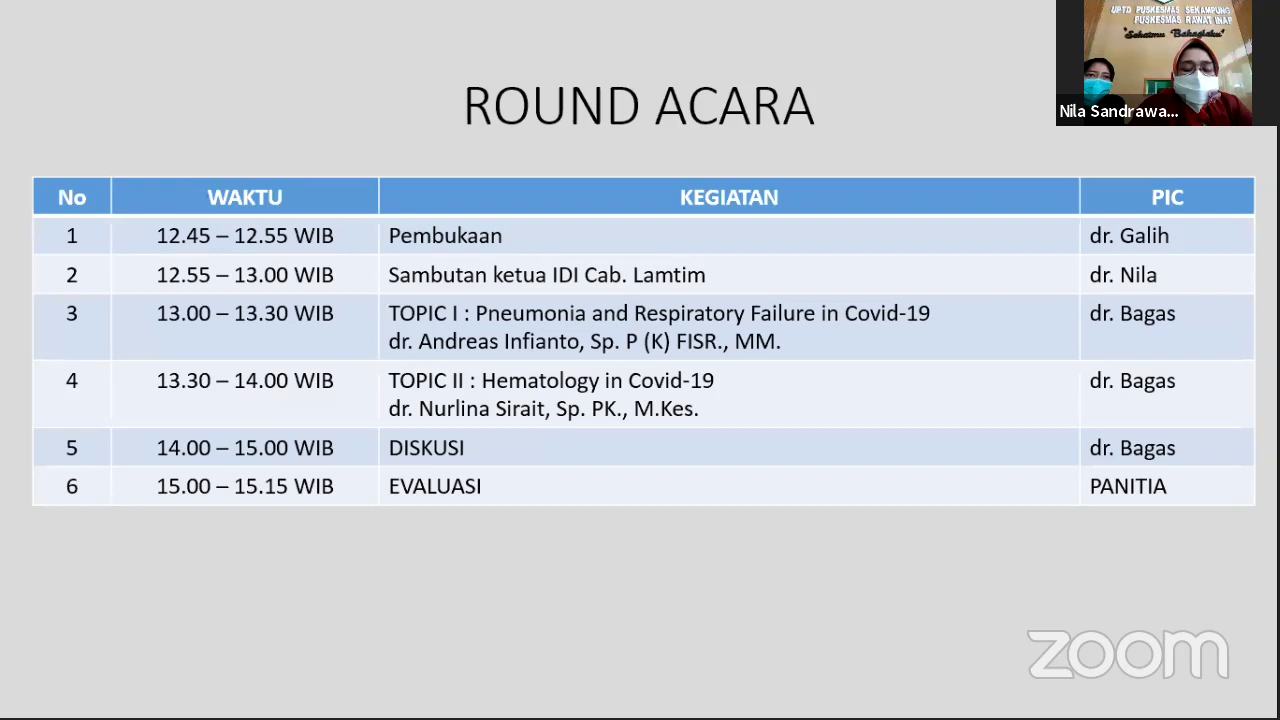 UPTD PUSKESMAS SEKAMPUNG
PUSKESMAS RAWAT INAP
"Sehatmu Bahagiaku"
Nila Sandrawa...
ROUND ACARA
No WAKTU KEGIATAN PIC
1 12.45 – 12.55 WIB Pembukaan dr. Galih
2 12.55 – 13.00 WIB Sambutan ketua IDI Cab. Lamtim dr. Nila
3 13.00 – 13.30 WIB TOPIC I : Pneumonia and Respiratory Failure in Covid-19 dr. Bagas
dr. Andreas Infianto, Sp. P (K) FISR., MM.
4 13.30 – 14.00 WIB TOPIC II : Hematology in Covid-19 dr. Bagas
dr. Nurlina Sirait, Sp. PK., M.Kes.
5 14.00 – 15.00 WIB DISKUSI dr. Bagas
6 15.00 – 15.15 WIB EVALUASI PANITIA
zoom